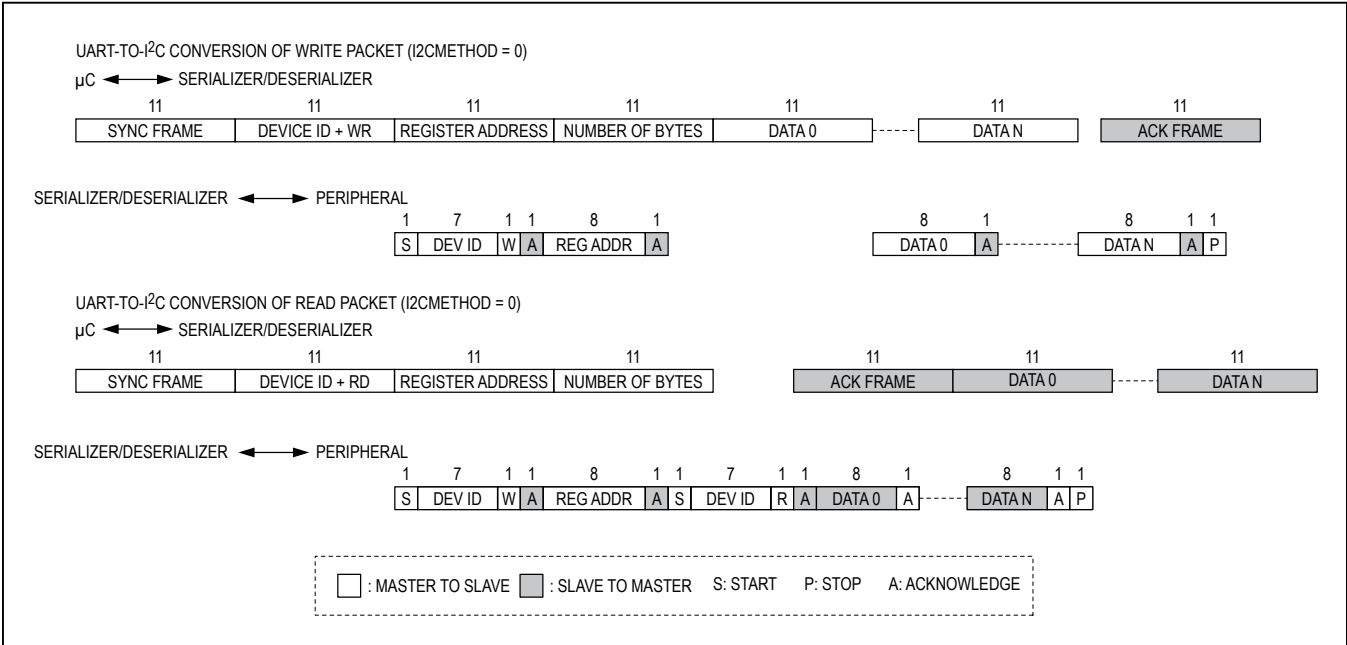 UART-TO-I²C CONVERSION OF WRITE PACKET (I2CMETHOD = 0)
µC SERIALIZER/DESERIALIZER
11 11 11 11 11 11 11
SYNC FRAME DEVICE ID + WR REGISTER ADDRESS NUMBER OF BYTES DATA 0 DATA N ACK FRAME
SERIALIZER/DESERIALIZER PERIPHERAL
1 7 1 1 8 1 8 1 8 1 1
S DEV ID W A REG ADDR A DATA 0 A DATA N A P
UART-TO-I²C CONVERSION OF READ PACKET (I2CMETHOD = 0)
µC SERIALIZER/DESERIALIZER
11 11 11 11 11 11 11
SYNC FRAME DEVICE ID + RD REGISTER ADDRESS NUMBER OF BYTES ACK FRAME DATA 0 DATA N
SERIALIZER/DESERIALIZER PERIPHERAL
1 7 1 1 8 1 1 7 1 1 8 1 8 1 1
S DEV ID W A REG ADDR A S DEV ID R A DATA 0 A DATA N A P
: MASTER TO SLAVE : SLAVE TO MASTER S: START P: STOP A: ACKNOWLEDGE